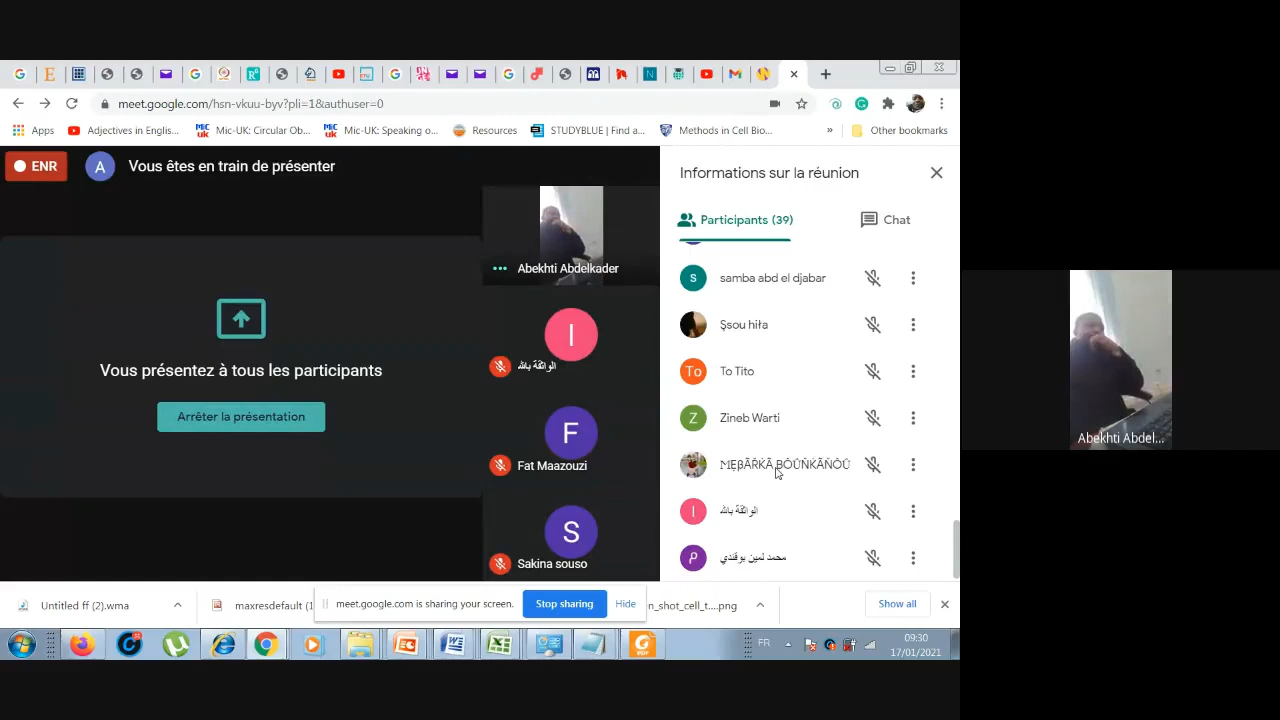 meet.google.com/hsn-vkuu-byv?pli=1&authuser=0
Apps
Adjectives in Englis...
Mic-UK: Circular Ob...
Mic-UK: Speaking o...
Resources
STUDYBLUE | Find a...
Methods in Cell Bio...
»
Other bookmarks
ENR
A
Vous êtes en train de présenter
Vous présentez à tous les participants
Arrêter la présentation
Abekhti Abdelkader
I
الواثقة بالله
F
Fat Maazouzi
S
Sakina souso
Informations sur la réunion
Participants (39)
Chat
S
samba abd el djabar
Şsou hiła
To
To Tito
Z
Zineb Warti
I
الواثقة بالله
محمد لمين بوقندي
Untitled ff (2).wma
maxresdefault (1
meet.google.com is sharing your screen.
Stop sharing
Hide
n_shot_cell_t....png
Show all
FR
09:30
17/01/2021
Abekhti Abdel...